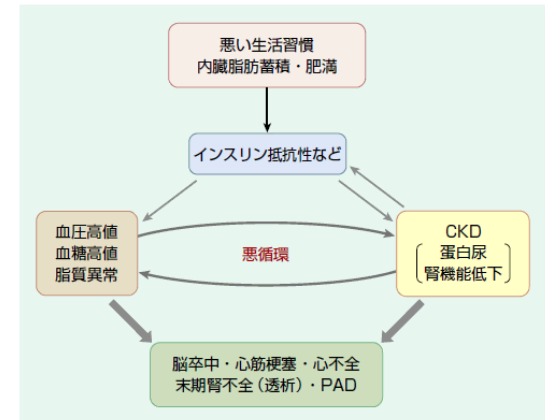 悪い生活習慣
内臓脂肪蓄積・肥満
インスリン抵抗性など
血圧高値
血糖高値
脂質異常
悪循環
CKD
蛋白尿
腎機能低下
脳卒中・心筋梗塞・心不全
末期腎不全(透析)・PAD